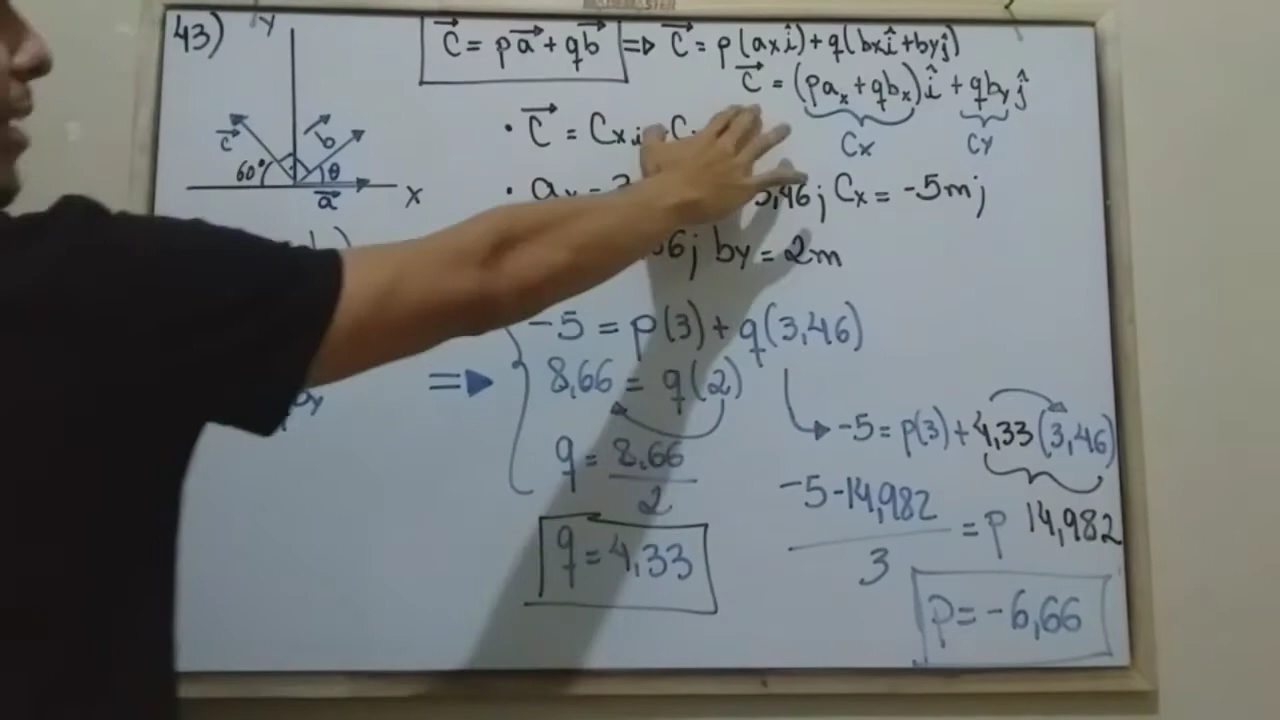 43)
y
c = pa + qb => c = p(axî) + q(bxî + byĵ)
c = (pax + qbx)î + qbyĵ
Cx Cy
c b
60° θ
a x
• c = Cxi
• 3,46; Cx = -5m;
6; by = 2m
-5 = p(3) + q(3,46)
=> 8,66 = q(2)
-5 = p(3) + 4,33(3,46)
q = 8,66/2
(-5-14,982)/3 = p 14,982
q = 4,33
p = -6,66